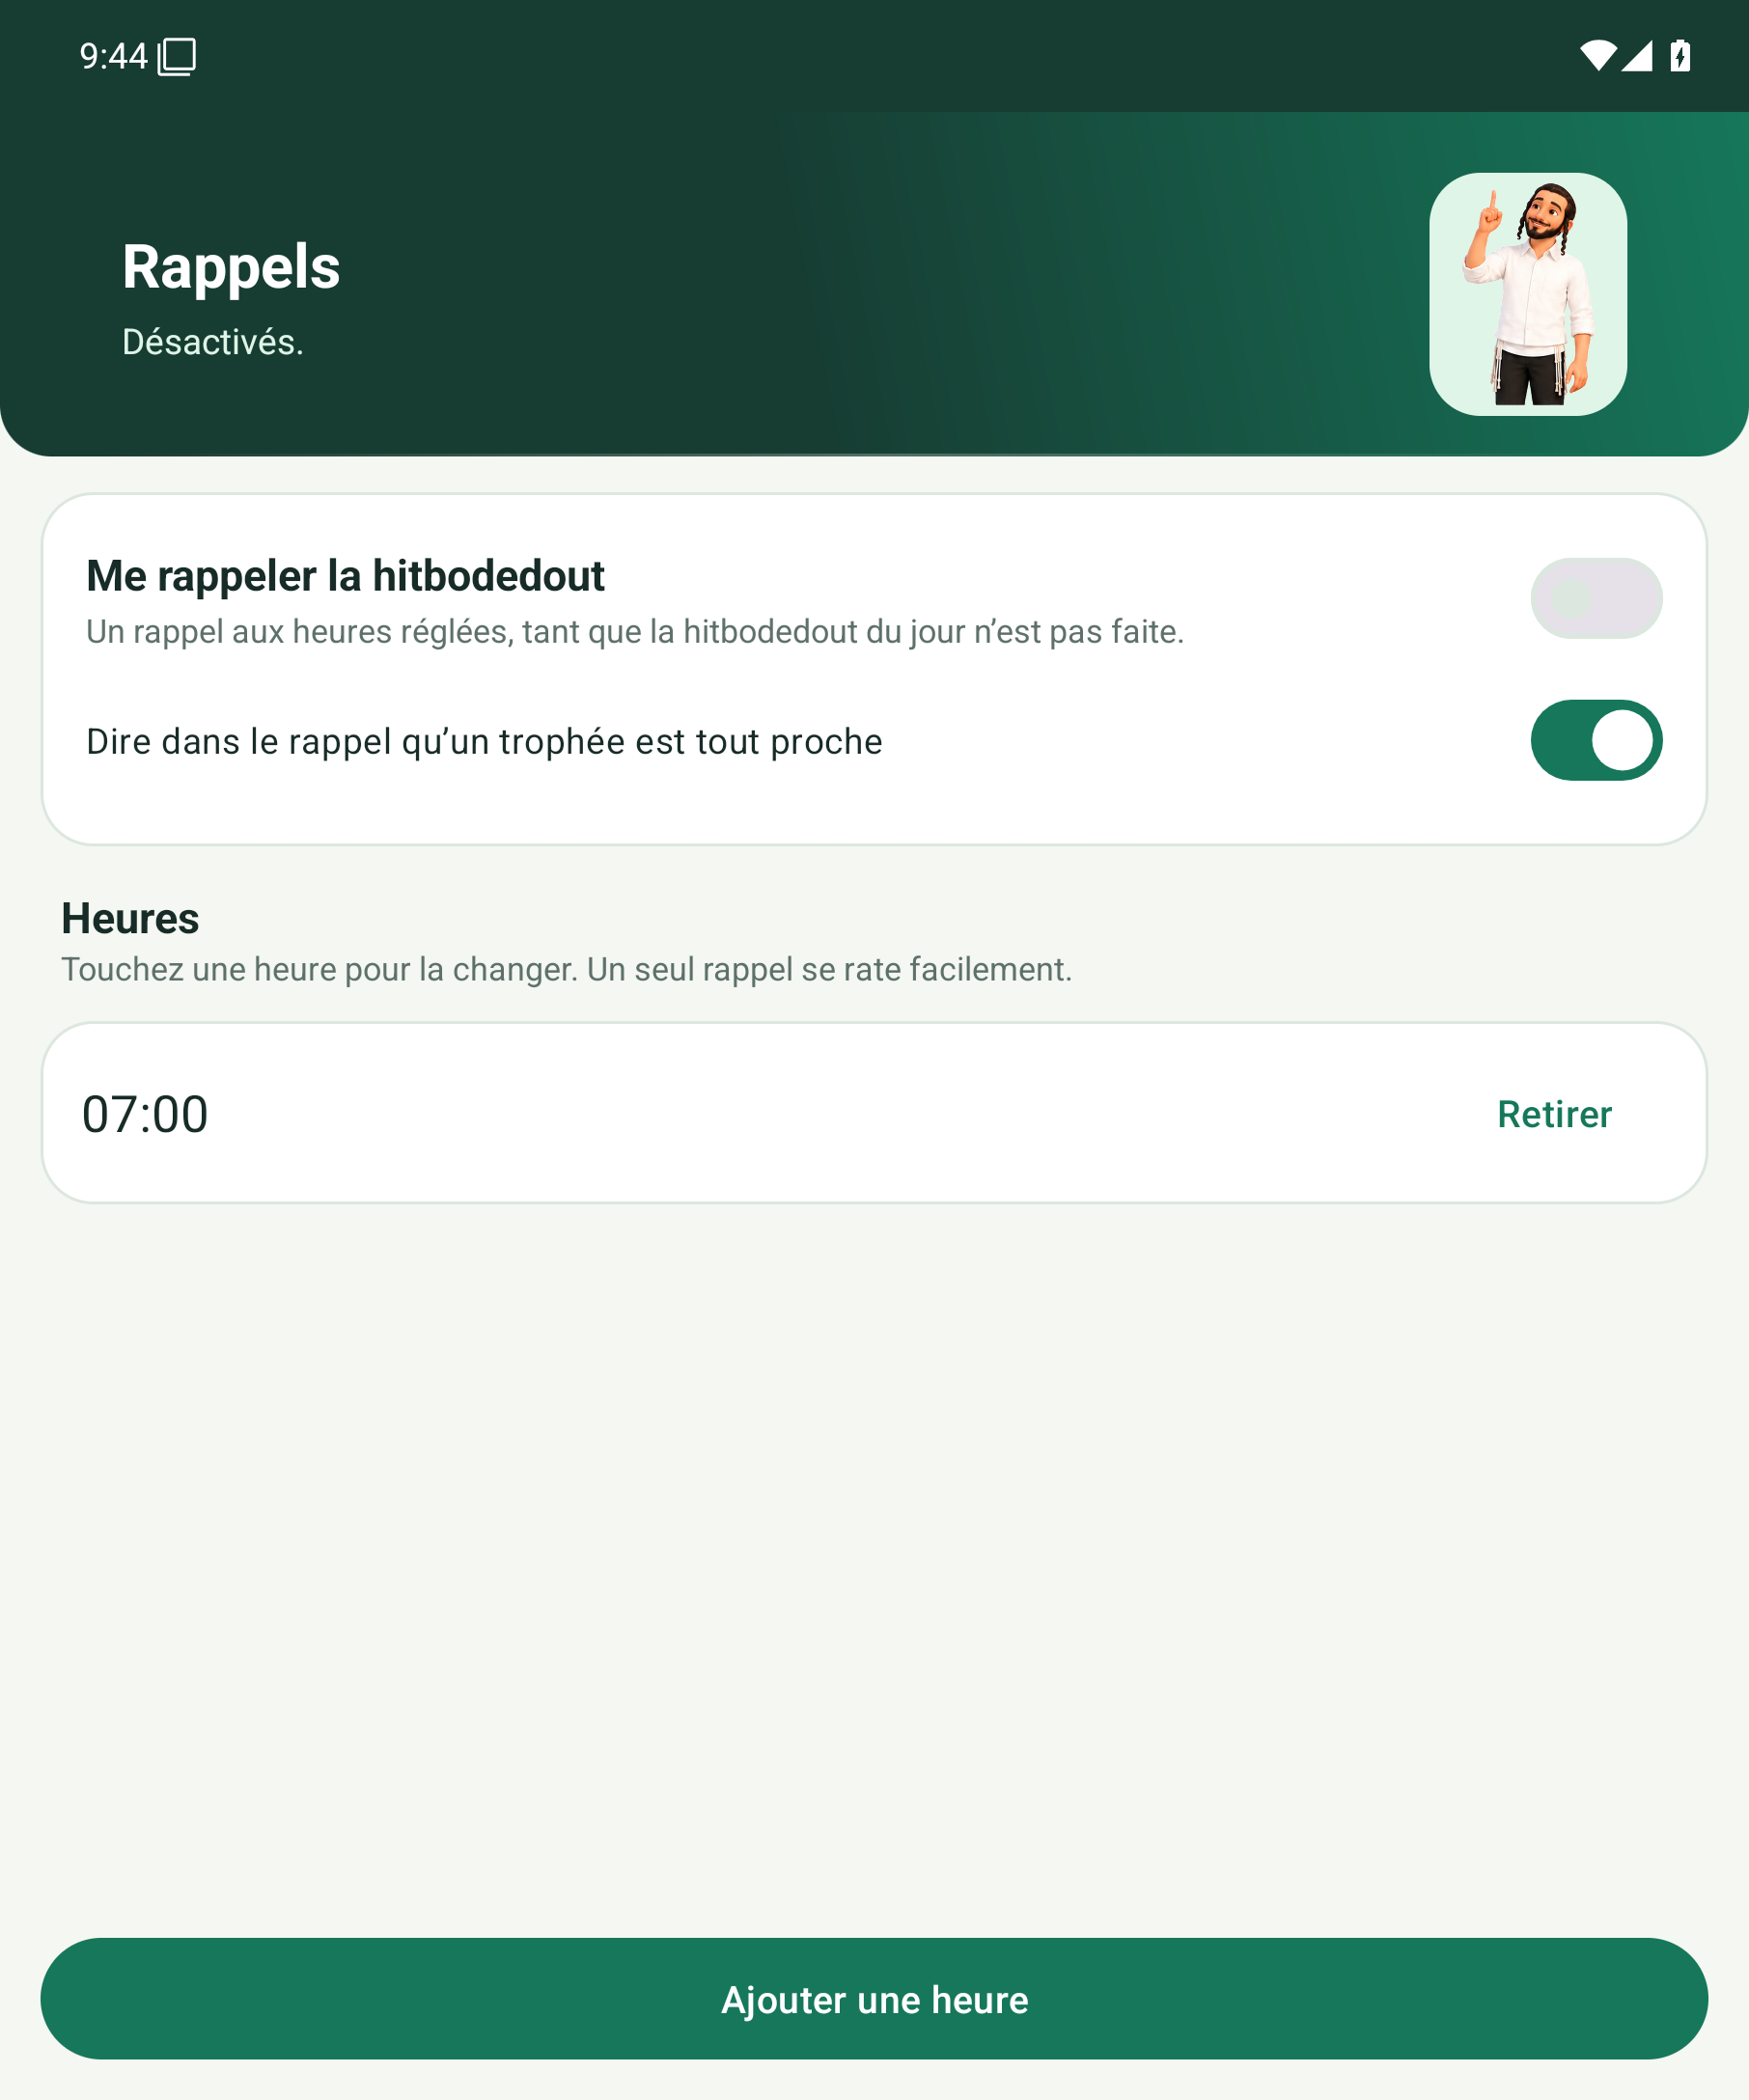 9:44
Rappels
Désactivés.
Me rappeler la hitbodedout
Un rappel aux heures réglées, tant que la hitbodedout du jour n’est pas faite.
Dire dans le rappel qu’un trophée est tout proche
Heures
Touchez une heure pour la changer. Un seul rappel se rate facilement.
07:00
Retirer
Ajouter une heure